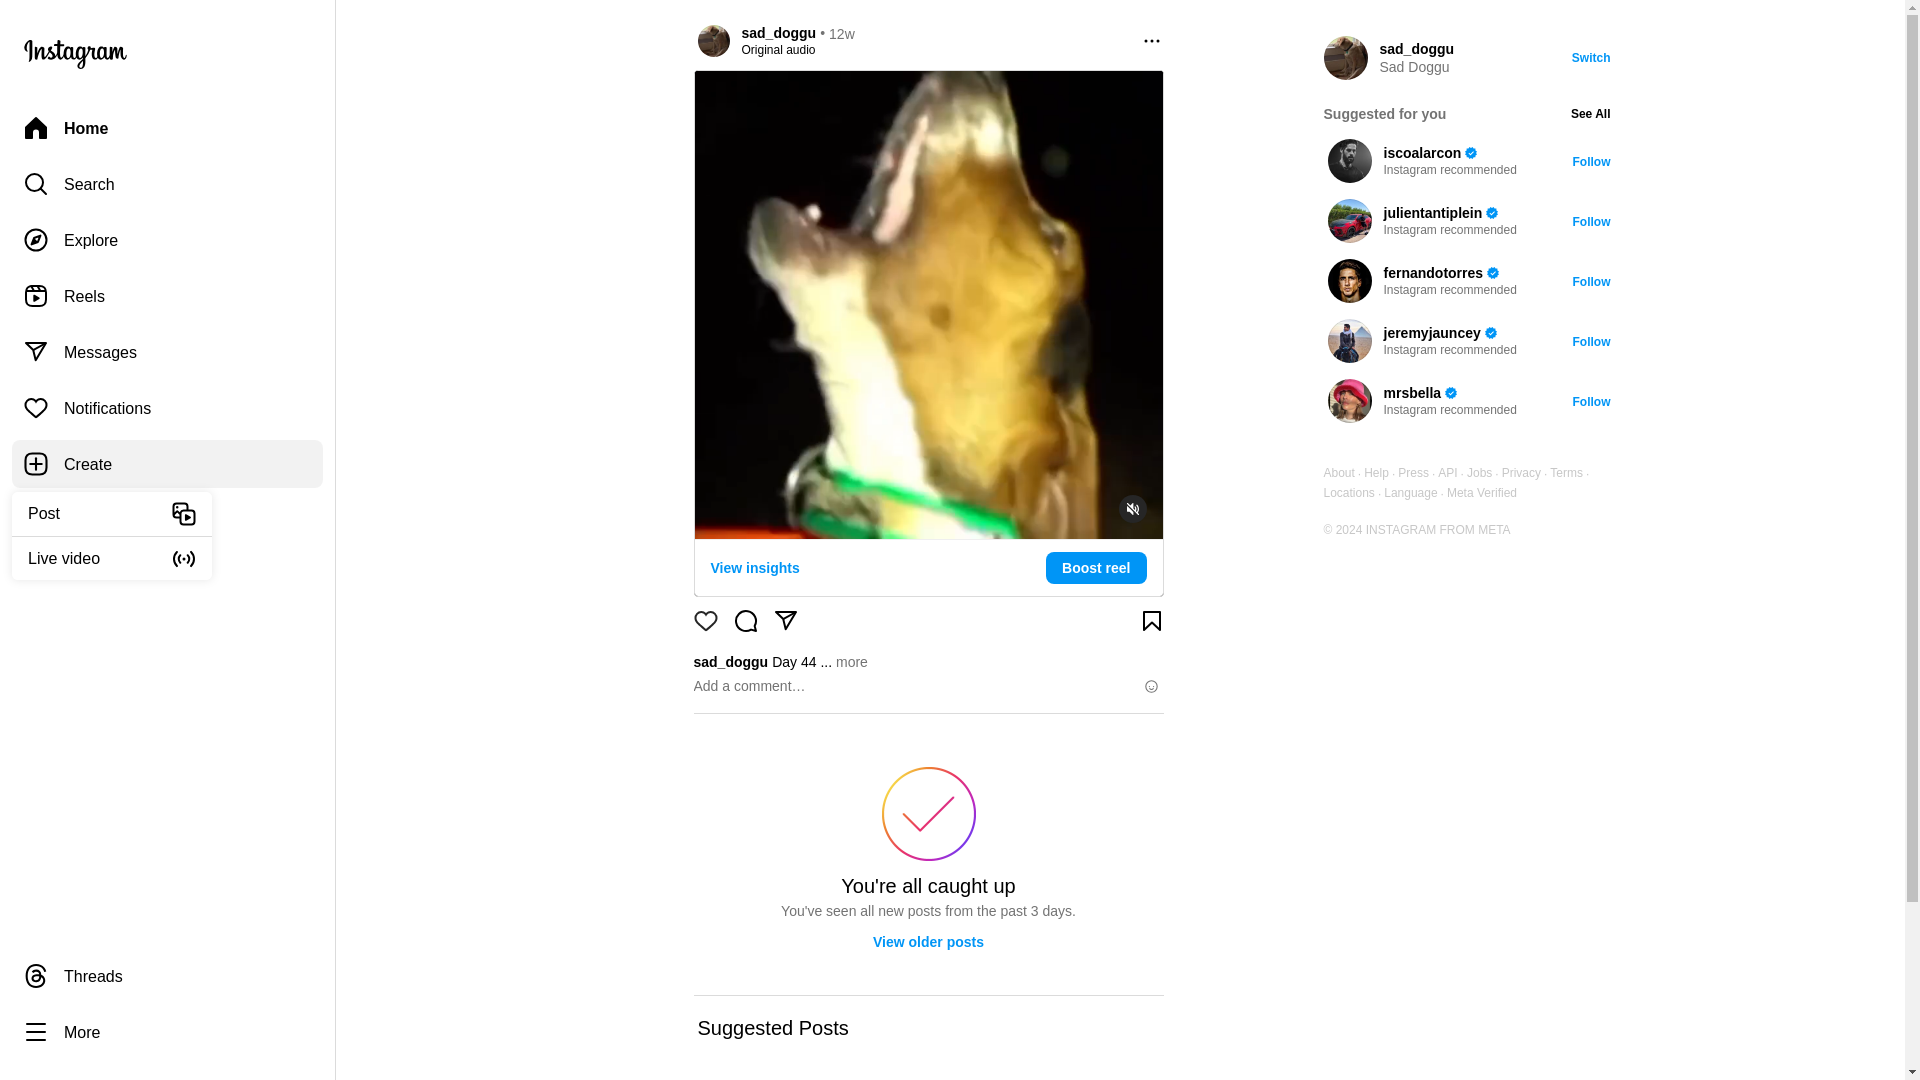 Instagram
Home
Search
Explore
Reels
Messages
Notifications
Create
Post
Live video
Threads
More
sad_doggu • 12w
Original audio
View insights
Boost reel
sad_doggu Day 44 ... more
Add a comment…
You're all caught up
You've seen all new posts from the past 3 days.
View older posts
Suggested Posts
sad_doggu
Sad Doggu
Switch
Suggested for you
See All
iscoalarcon
Instagram recommended
Follow
julientantiplein
Instagram recommended
Follow
fernandotorres
Instagram recommended
Follow
jeremyjauncey
Instagram recommended
Follow
mrsbella
Instagram recommended
Follow
About · Help · Press · API · Jobs · Privacy · Terms ·
Locations · Language · Meta Verified
© 2024 INSTAGRAM FROM META